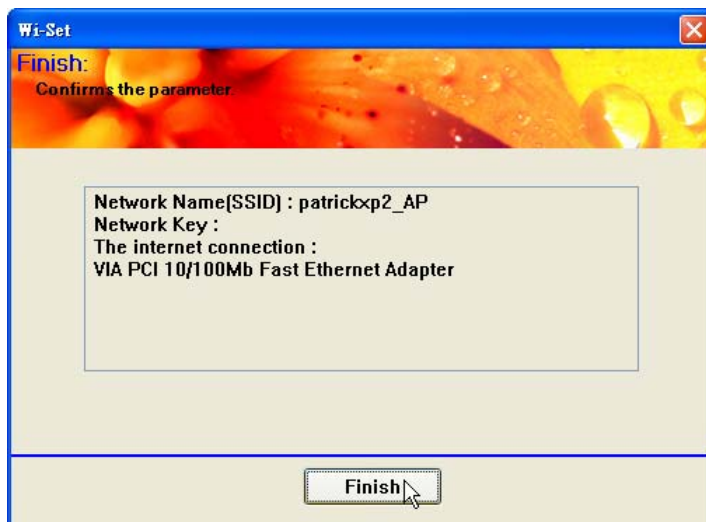 Wi-Set
Finish:
Confirms the parameter.
Network Name(SSID) : patrickxp2_AP
Network Key :
The internet connection :
VIA PCI 10/100Mb Fast Ethernet Adapter
Finish